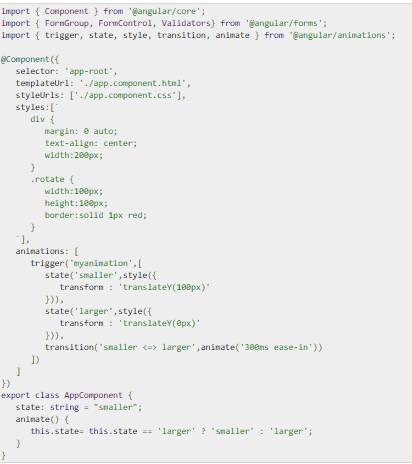 import { Component } from '@angular/core';
import { FormGroup, FormControl, Validators} from '@angular/forms';
import { trigger, state, style, transition, animate } from '@angular/animations';

@Component({
   selector: 'app-root',
   templateUrl: './app.component.html',
   styleUrls: ['./app.component.css'],
   styles:[`
      div {
         margin: 0 auto;
         text-align: center;
         width:200px;
      }
      .rotate {
         width:100px;
         height:100px;
         border:solid 1px red;
      }
   `],
   animations: [
      trigger('myanimation',[
         state('smaller',style({
            transform : 'translateY(100px)'
         })),
         state('larger',style({
            transform : 'translateY(0px)'
         })),
         transition('smaller <=> larger',animate('300ms ease-in'))
      ])
   ]
})
export class AppComponent {
   state: string = "smaller";
   animate() {
      this.state= this.state == 'larger' ? 'smaller' : 'larger';
   }
}